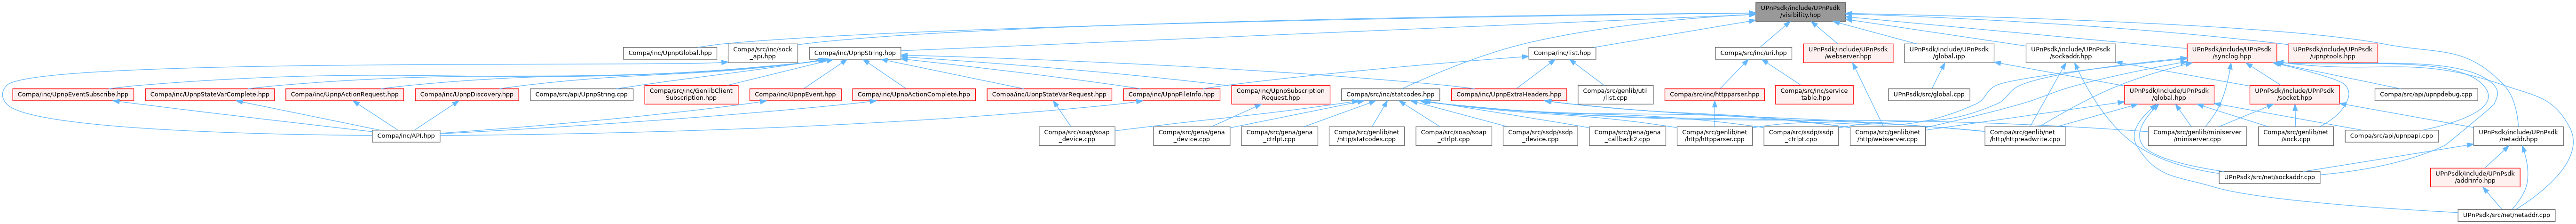 UPnPsdk/include/UPnPsdk
/visibility.hpp
Compa/inc/UpnpGlobal.hpp
Compa/src/inc/sock
_api.hpp
Compa/inc/UpnpString.hpp
Compa/inc/list.hpp
Compa/src/inc/uri.hpp
UPnPsdk/include/UPnPsdk
/webserver.hpp
UPnPsdk/include/UPnPsdk
/global.ipp
UPnPsdk/include/UPnPsdk
/sockaddr.hpp
UPnPsdk/include/UPnPsdk
/synclog.hpp
UPnPsdk/include/UPnPsdk
/upnptools.hpp
Compa/inc/UpnpEventSubscribe.hpp
Compa/inc/UpnpStateVarComplete.hpp
Compa/inc/UpnpActionRequest.hpp
Compa/inc/UpnpDiscovery.hpp
Compa/src/api/UpnpString.cpp
Compa/src/inc/GenlibClient
Subscription.hpp
Compa/inc/UpnpEvent.hpp
Compa/inc/UpnpActionComplete.hpp
Compa/inc/UpnpStateVarRequest.hpp
Compa/inc/UpnpFileInfo.hpp
Compa/inc/UpnpSubscription
Request.hpp
Compa/src/inc/statcodes.hpp
Compa/inc/UpnpExtraHeaders.hpp
Compa/src/genlib/util
/list.cpp
Compa/src/inc/httpparser.hpp
Compa/src/inc/service
_table.hpp
UPnPsdk/src/global.cpp
UPnPsdk/include/UPnPsdk
/global.hpp
UPnPsdk/include/UPnPsdk
/socket.hpp
Compa/src/api/upnpdebug.cpp
Compa/inc/API.hpp
Compa/src/soap/soap
_device.cpp
Compa/src/gena/gena
_device.cpp
Compa/src/gena/gena
_ctrlpt.cpp
Compa/src/genlib/net
/http/statcodes.cpp
Compa/src/soap/soap
_ctrlpt.cpp
Compa/src/ssdp/ssdp
_device.cpp
Compa/src/gena/gena
_callback2.cpp
Compa/src/genlib/net
/http/httpparser.cpp
Compa/src/ssdp/ssdp
_ctrlpt.cpp
Compa/src/genlib/net
/http/webserver.cpp
Compa/src/genlib/net
/http/httpreadwrite.cpp
Compa/src/genlib/miniserver
/miniserver.cpp
Compa/src/genlib/net
/sock.cpp
Compa/src/api/upnpapi.cpp
UPnPsdk/include/UPnPsdk
/netaddr.hpp
UPnPsdk/src/net/sockaddr.cpp
UPnPsdk/include/UPnPsdk
/addrinfo.hpp
UPnPsdk/src/net/netaddr.cpp